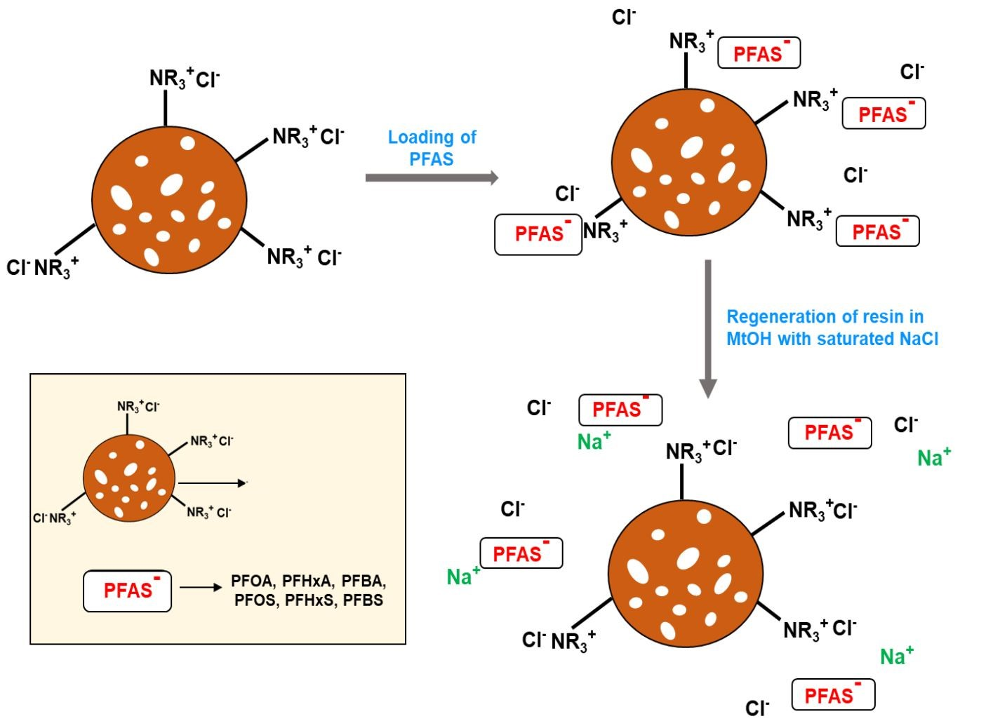 NR₃⁺Cl⁻
NR₃⁺Cl⁻
Cl⁻NR₃⁺
NR₃⁺ Cl⁻
Loading of
PFAS
Cl⁻
NR₃⁺ PFAS⁻
Cl⁻
NR₃⁺ PFAS⁻
Cl⁻
Cl⁻
PFAS⁻ NR₃⁺
NR₃⁺ PFAS⁻
Regeneration of resin in
MtOH with saturated NaCl
Cl⁻ PFAS⁻
Na⁺
PFAS⁻ Cl⁻
Na⁺
NR₃⁺Cl⁻
Cl⁻
PFAS⁻
Na⁺
NR₃⁺Cl⁻
Cl⁻ NR₃⁺
NR₃⁺ Cl⁻
Na⁺
Cl⁻ PFAS⁻
NR₃⁺Cl⁻
NR₃⁺Cl⁻
Cl⁻NR₃⁺
NR₃⁺ Cl⁻
PFAS⁻
PFOA, PFHxA, PFBA,
PFOS, PFHxS, PFBS